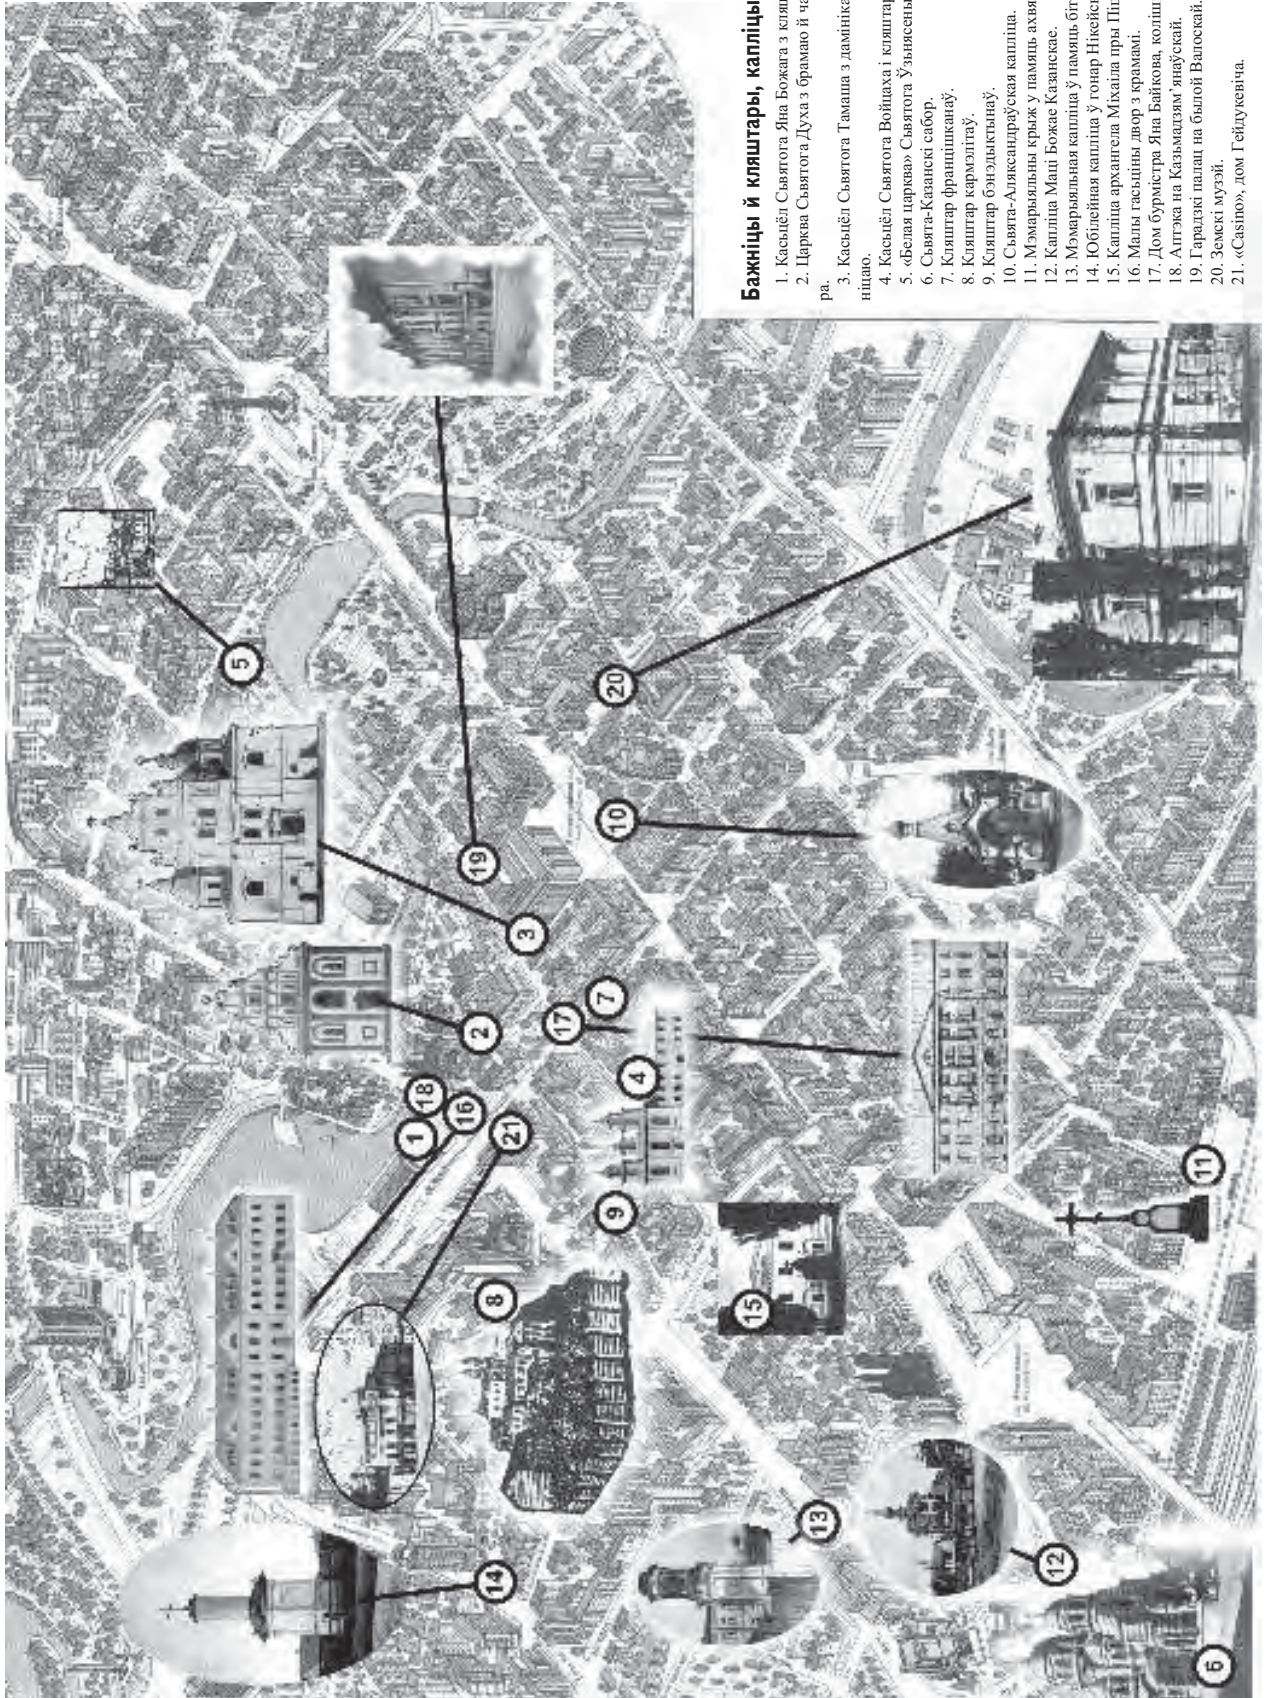 Бажніцы й кляштары, капліцы
1. Касьцёл Сьвятога Яна Божага з кляш
2. Царква Сьвятога Духа з брамаю й ча
ра.
3. Касьцёл Сьвятога Тамаша з дамініка
ніцаю.
4. Касьцёл Сьвятога Войцаха і кляштар
5. «Белая царква» Сьвятога Ўзьнясень
6. Сьвята-Казанскі сабор.
7. Кляштар францішканаў.
8. Кляштар кармэлітаў.
9. Кляштар бэнэдыктынаў.
10. Сьвята-Аляксандраўская капліца.
11. Мэмарыяльны крыж у памяць ахвя
12. Капліца Маці Божае Казанскае.
13. Мэмарыяльная капліца ў памяць біт
14. Юбілейная капліца ў гонар Нікейск
15. Капліца архангела Міхаіла пры Піш
16. Малы гасьціны двор з крамамі.
17. Дом бурмістра Яна Байкова, коліш
18. Аптэка на Казьмадзям'янаўскай.
19. Гарадзкі палац на былой Валоскай.
20. Земскі музэй.
21. «Casino», дом Гейдукевіча.
5
3
2
19
20
10
17
7
4
18
1
16
21
9
8
15
11
14
13
12
6